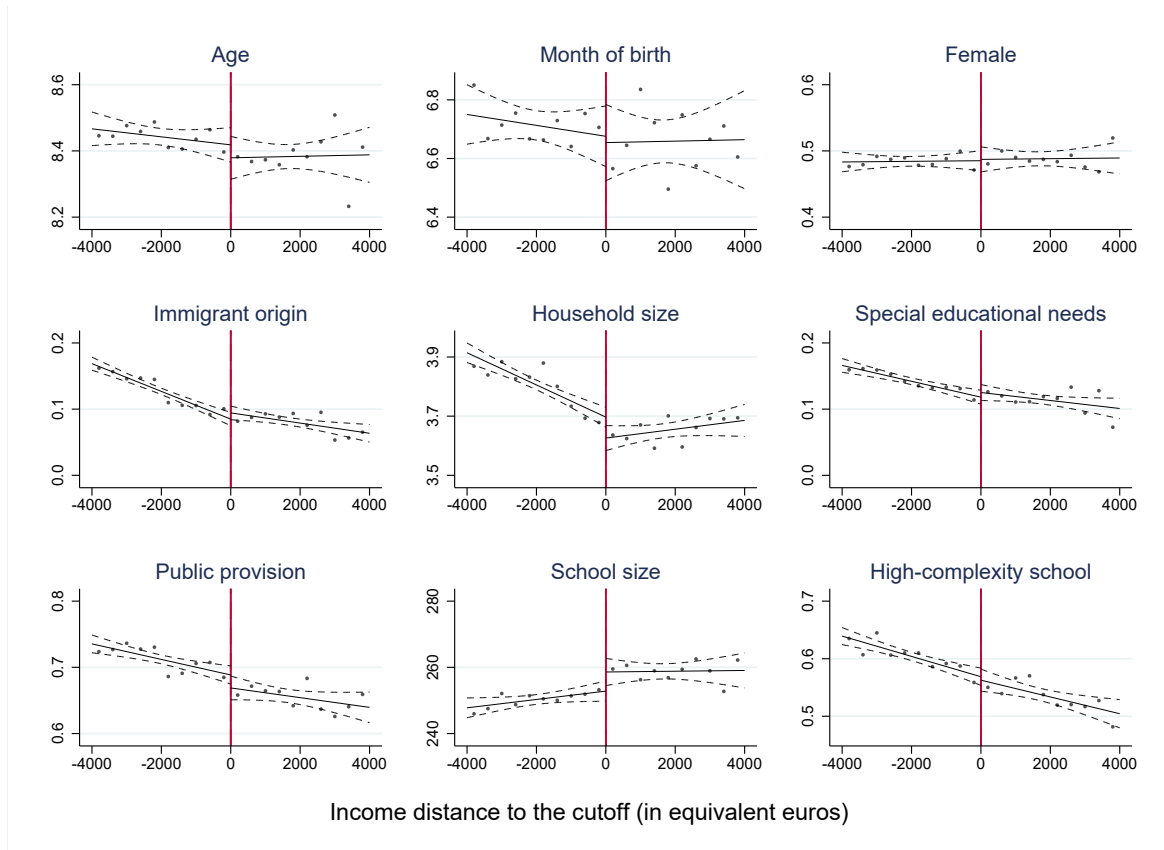 Age
8.6
8.4
8.2
-4000 -2000 0 2000 4000
Month of birth
6.8
6.6
6.4
-4000 -2000 0 2000 4000
Female
0.6
0.5
0.4
-4000 -2000 0 2000 4000
Immigrant origin
0.2
0.1
0.0
-4000 -2000 0 2000 4000
Household size
3.9
3.7
3.5
-4000 -2000 0 2000 4000
Special educational needs
0.2
0.1
0.0
-4000 -2000 0 2000 4000
Public provision
0.8
0.7
0.6
-4000 -2000 0 2000 4000
School size
280
260
240
-4000 -2000 0 2000 4000
High-complexity school
0.7
0.6
0.5
-4000 -2000 0 2000 4000
Income distance to the cutoff (in equivalent euros)